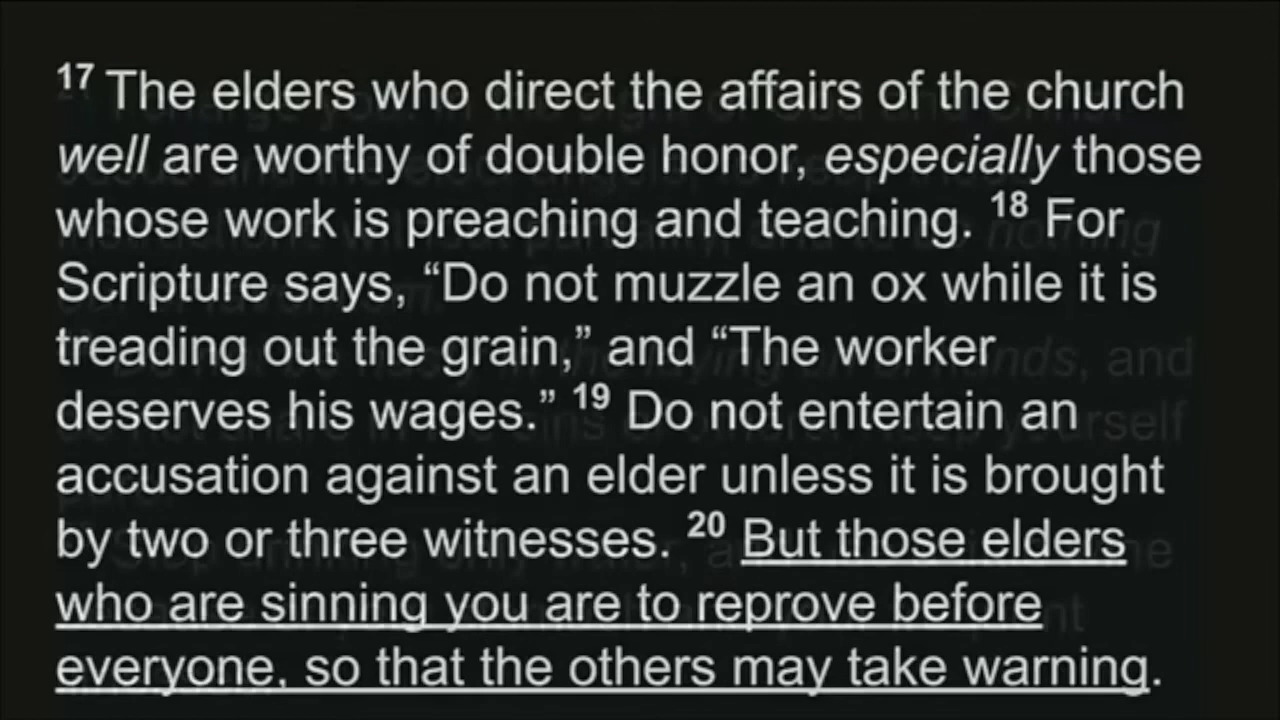 17 The elders who direct the affairs of the church
well are worthy of double honor, especially those
whose work is preaching and teaching. 18 For
Scripture says, “Do not muzzle an ox while it is
treading out the grain,” and “The worker
deserves his wages.” 19 Do not entertain an
accusation against an elder unless it is brought
by two or three witnesses. 20 But those elders
who are sinning you are to reprove before
everyone, so that the others may take warning.